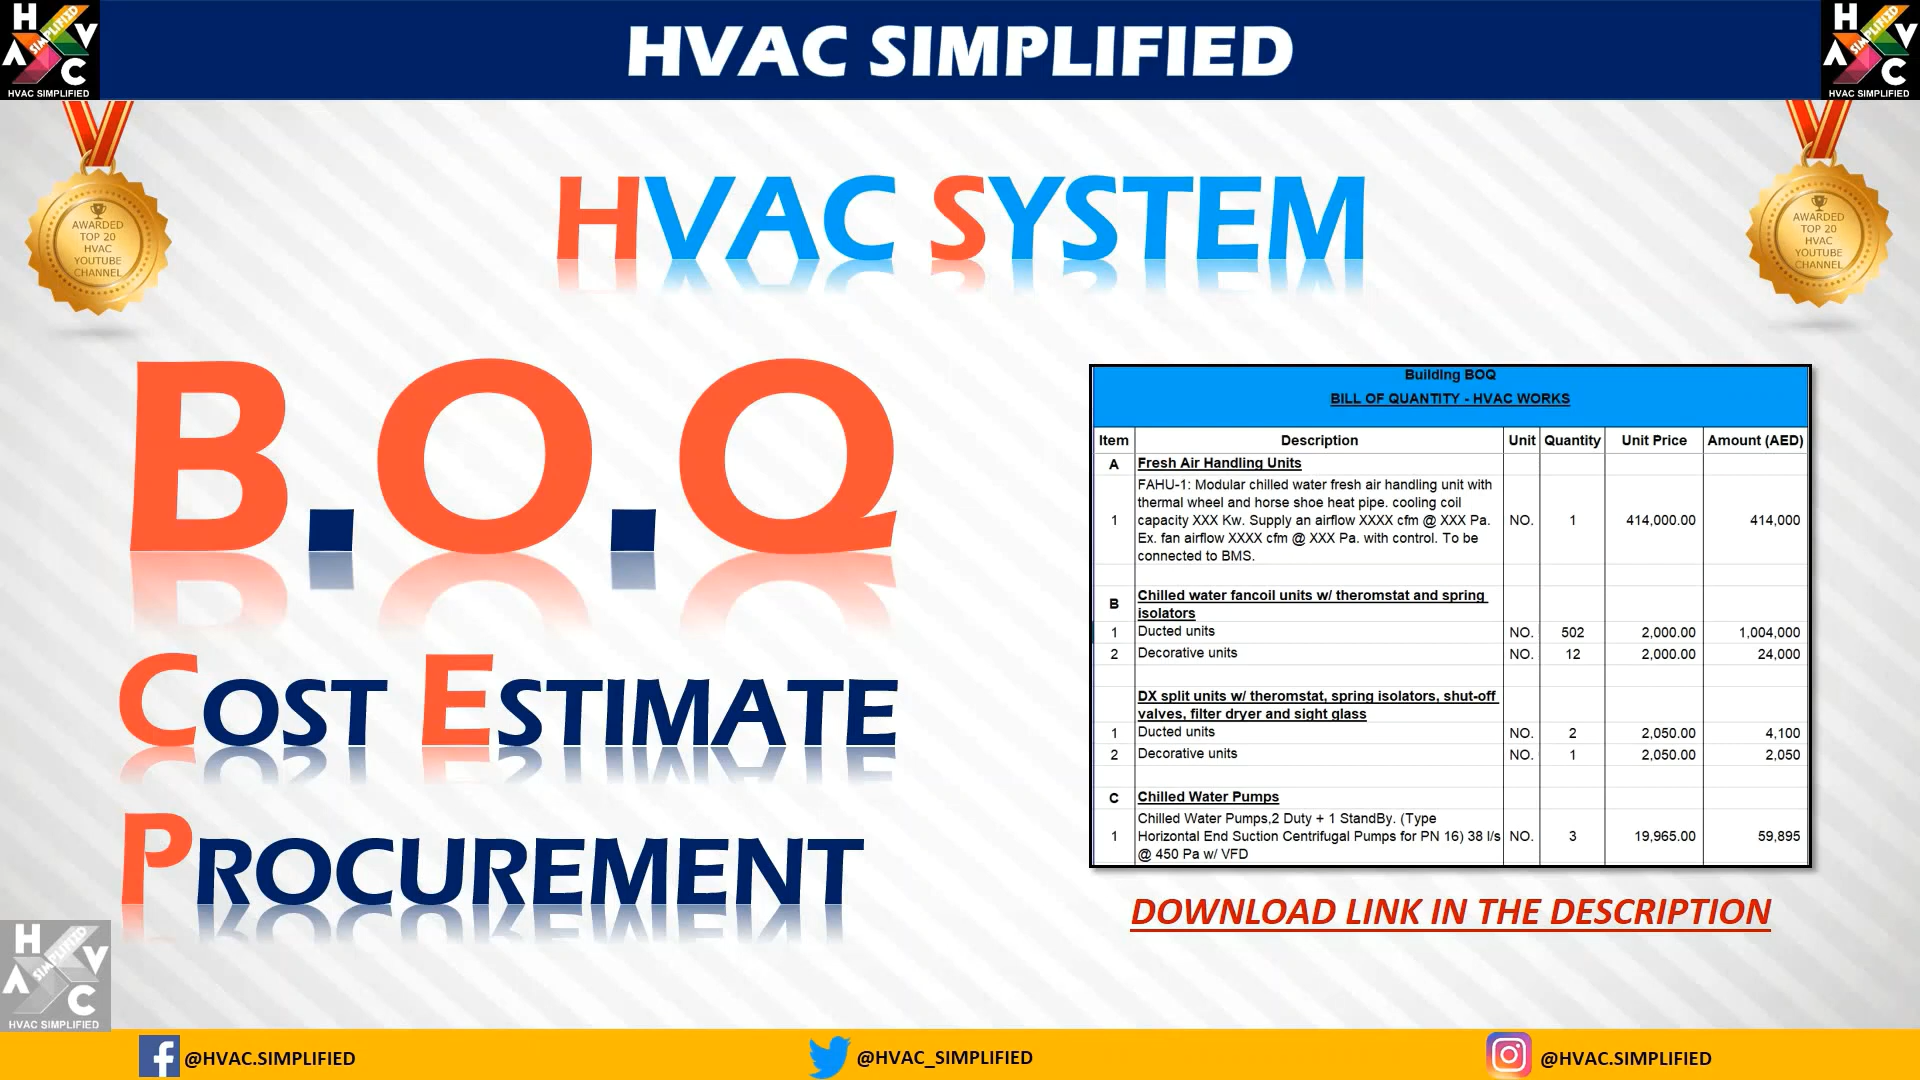 HVAC SIMPLIFIED
H
V
A
C
SIMPLIFIED
HVAC SIMPLIFIED
H
V
A
C
SIMPLIFIED
HVAC SIMPLIFIED
AWARDED
TOP 20
HVAC
YOUTUBE
CHANNEL
AWARDED
TOP 20
HVAC
YOUTUBE
CHANNEL
HVAC SYSTEM
B.O.Q
COST ESTIMATE
PROCUREMENT
Building BOQ
BILL OF QUANTITY - HVAC WORKS
Item Description Unit Quantity Unit Price Amount (AED)
A Fresh Air Handling Units
FAHU-1: Modular chilled water fresh air handling unit with
thermal wheel and horse shoe heat pipe. cooling coil
1 capacity XXX Kw. Supply an airflow XXXX cfm @ XXX Pa. NO. 1 414,000.00 414,000
Ex. fan airflow XXXX cfm @ XXX Pa. with control. To be
connected to BMS.
B Chilled water fancoil units w/ theromstat and spring
isolators
1 Ducted units NO. 502 2,000.00 1,004,000
2 Decorative units NO. 12 2,000.00 24,000
DX split units w/ theromstat, spring isolators, shut-off
valves, filter dryer and sight glass
1 Ducted units NO. 2 2,050.00 4,100
2 Decorative units NO. 1 2,050.00 2,050
C Chilled Water Pumps
Chilled Water Pumps,2 Duty + 1 StandBy. (Type
1 Horizontal End Suction Centrifugal Pumps for PN 16) 38 l/s NO. 3 19,965.00 59,895
@ 450 Pa w/ VFD
DOWNLOAD LINK IN THE DESCRIPTION
H
V
A
C
SIMPLIFIED
HVAC SIMPLIFIED
@HVAC.SIMPLIFIED
@HVAC_SIMPLIFIED
@HVAC.SIMPLIFIED